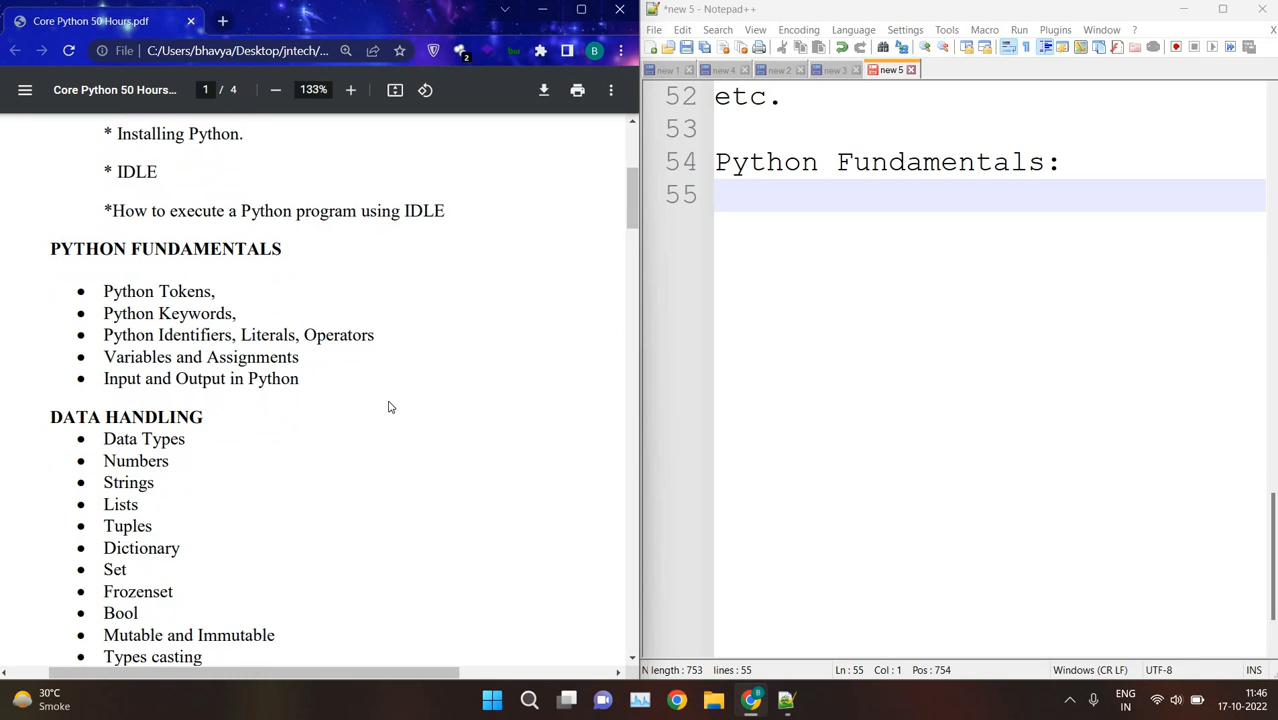 Core Python 50 Hours.pdf
File C:/Users/bhavya/Desktop/jntech/...
2
B
Core Python 50 Hours... 1 / 4 133%
* Installing Python.
* IDLE
*How to execute a Python program using IDLE
PYTHON FUNDAMENTALS
• Python Tokens,
• Python Keywords,
• Python Identifiers, Literals, Operators
• Variables and Assignments
• Input and Output in Python
DATA HANDLING
• Data Types
• Numbers
• Strings
• Lists
• Tuples
• Dictionary
• Set
• Frozenset
• Bool
• Mutable and Immutable
• Types casting
*new 5 - Notepad++
File Edit Search View Encoding Language Settings Tools Macro Run Plugins Window ?
new 1 new 4 new 2 new 3 new 5
52 etc.
53
54 Python Fundamentals:
55
N length : 753 lines : 55 Ln : 55 Col : 1 Pos : 754 Windows (CR LF) UTF-8 INS
30°C
Smoke
B
ENG
IN
11:46
17-10-2022